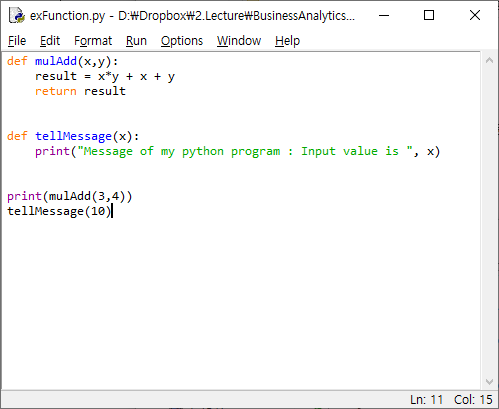 exFunction.py - D:₩Dropbox₩2.Lecture₩BusinessAnalytics...
File Edit Format Run Options Window Help
def mulAdd(x,y):
    result = x*y + x + y
    return result
def tellMessage(x):
    print("Message of my python program : Input value is ", x)
print(mulAdd(3,4))
tellMessage(10)
Ln: 11 Col: 15